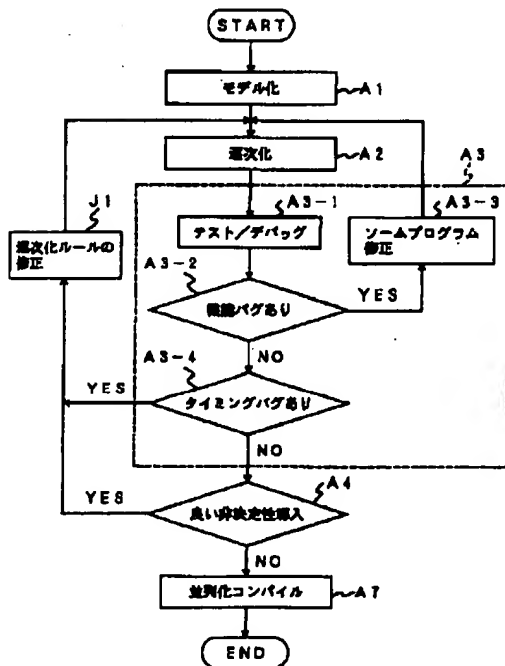 START
モデル化
A1
逐次化
A2
A3
J1
A3-1
A3-3
逐次化ルールの
修正
テスト/デバッグ
ソームプログラム
修正
A3-2
機能バグあり
YES
NO
A3-4
YES
タイミングバグあり
NO
YES
A4
良い非決定性導入
NO
並列化コンパイル
A7
END